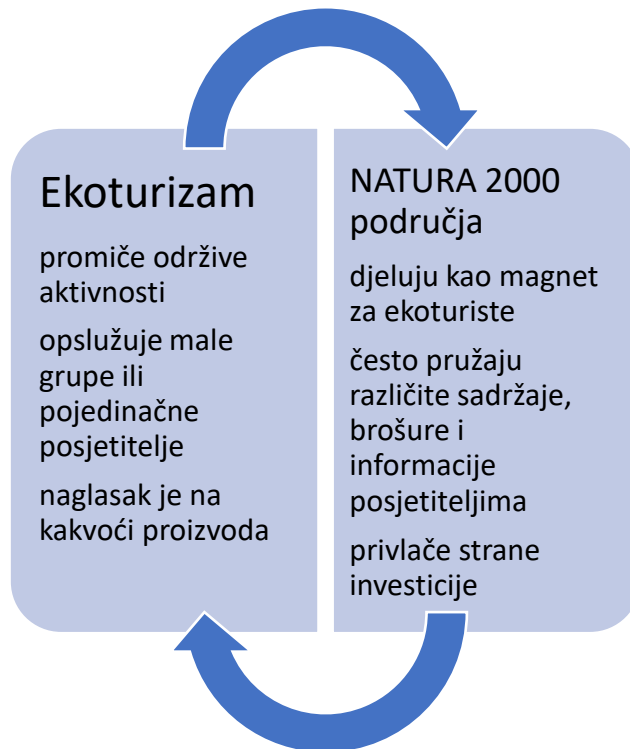 Ekoturizam
promiče održive
aktivnosti
opslužuje male
grupe ili
pojedinačne
posjetitelje
naglasak je na
kakvoći proizvoda
NATURA 2000
područja
djeluju kao magnet
za ekoturiste
često pružaju
različite sadržaje,
brošure i
informacije
posjetiteljima
privlače strane
investicije